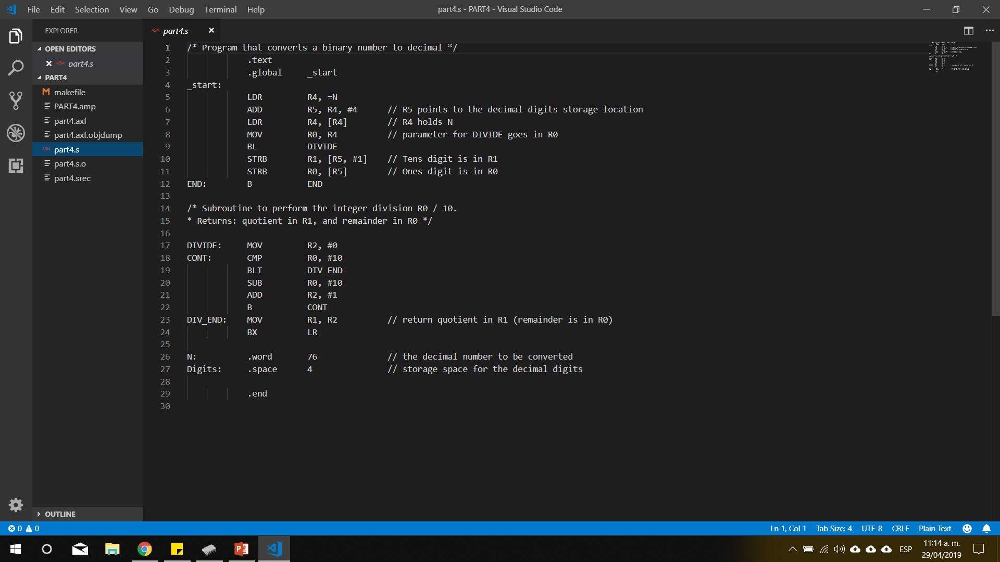 File Edit Selection View Go Debug Terminal Help part4.s - PART4 - Visual Studio Code
EXPLORER
OPEN EDITORS
ASM part4.s
PART4
M makefile
PART4.amp
part4.axf
part4.axf.objdump
ASM part4.s
part4.s.o
part4.srec
OUTLINE
ASM part4.s
1 /* Program that converts a binary number to decimal */
2 .text
3 .global _start
4 _start:
5 LDR R4, =N
6 ADD R5, R4, #4 // R5 points to the decimal digits storage location
7 LDR R4, [R4] // R4 holds N
8 MOV R0, R4 // parameter for DIVIDE goes in R0
9 BL DIVIDE
10 STRB R1, [R5, #1] // Tens digit is in R1
11 STRB R0, [R5] // Ones digit is in R0
12 END: B END
13
14 /* Subroutine to perform the integer division R0 / 10.
15 * Returns: quotient in R1, and remainder in R0 */
16
17 DIVIDE: MOV R2, #0
18 CONT: CMP R0, #10
19 BLT DIV_END
20 SUB R0, #10
21 ADD R2, #1
22 B CONT
23 DIV_END: MOV R1, R2 // return quotient in R1 (remainder is in R0)
24 BX LR
25
26 N: .word 76 // the decimal number to be converted
27 Digits: .space 4 // storage space for the decimal digits
28
29 .end
30
0 0 Ln 1, Col 1 Tab Size: 4 UTF-8 CRLF Plain Text
ESP 11:14 a. m.
29/04/2019